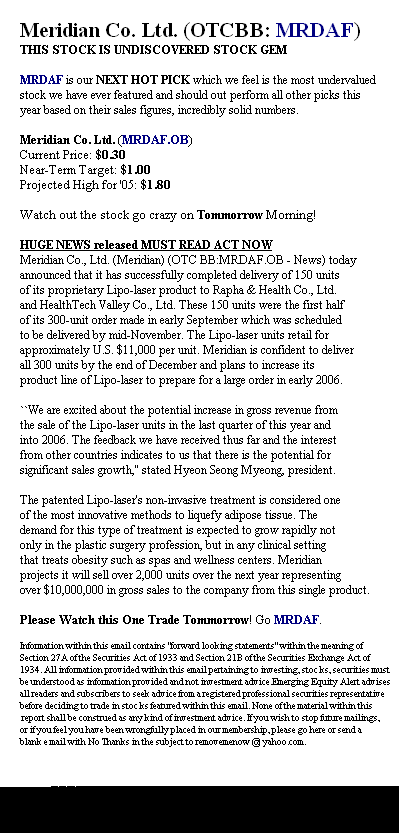 Meridian Co. Ltd. (OTCBB: MRDAF)
THIS STOCK IS UNDISCOVERED STOCK GEM
MRDAF is our NEXT HOT PICK which we feel is the most undervalued
stock we have ever featured and should out perform all other picks this
year based on their sales figures, incredibly solid numbers.
Meridian Co. Ltd. (MRDAF.OB)
Current Price: $0.30
Near-Term Target: $1.00
Projected High for '05: $1.80
Watch out the stock go crazy on Tommorrow Morning!
HUGE NEWS released MUST READ ACT NOW
Meridian Co., Ltd. (Meridian) (OTC BB:MRDAF.OB - News) today
announced that it has successfully completed delivery of 150 units
of its proprietary Lipo-laser product to Rapha & Health Co., Ltd.
and HealthTech Valley Co., Ltd. These 150 units were the first half
of its 300-unit order made in early September which was scheduled
to be delivered by mid-November. The Lipo-laser units retail for
approximately U.S. $11,000 per unit. Meridian is confident to deliver
all 300 units by the end of December and plans to increase its
product line of Lipo-laser to prepare for a large order in early 2006.
``We are excited about the potential increase in gross revenue from
the sale of the Lipo-laser units in the last quarter of this year and
into 2006. The feedback we have received thus far and the interest
from other countries indicates to us that there is the potential for
significant sales growth," stated Hyeon Seong Myeong, president.
The patented Lipo-laser's non-invasive treatment is considered one
of the most innovative methods to liquefy adipose tissue. The
demand for this type of treatment is expected to grow rapidly not
only in the plastic surgery profession, but in any clinical setting
that treats obesity such as spas and wellness centers. Meridian
projects it will sell over 2,000 units over the next year representing
over $10,000,000 in gross sales to the company from this single product.
Please Watch this One Trade Tomorrow! Go MRDAF.
Information within this email contains "forward looking statements" within the meaning of
Section 27A of the Securities Act of 1933 and Section 21B of the Securities Exchange Act of
1934. All information provided within this email pertaining to investing, stocks, securities must
be understood as information provided and not investment advice.Emerging Equity Alert advises
all readers and subscribers to seek advice from a registered professional securities representative
before deciding to trade in stocks featured within this email. None of the material within this
report shall be construed as any kind of investment advice. If you wish to stop future mailings,
or if you feel you have been wrongfully placed in our membership, please go here or send a
blank e mail with No Thanks in the subject to removemenow @ yahoo.com.